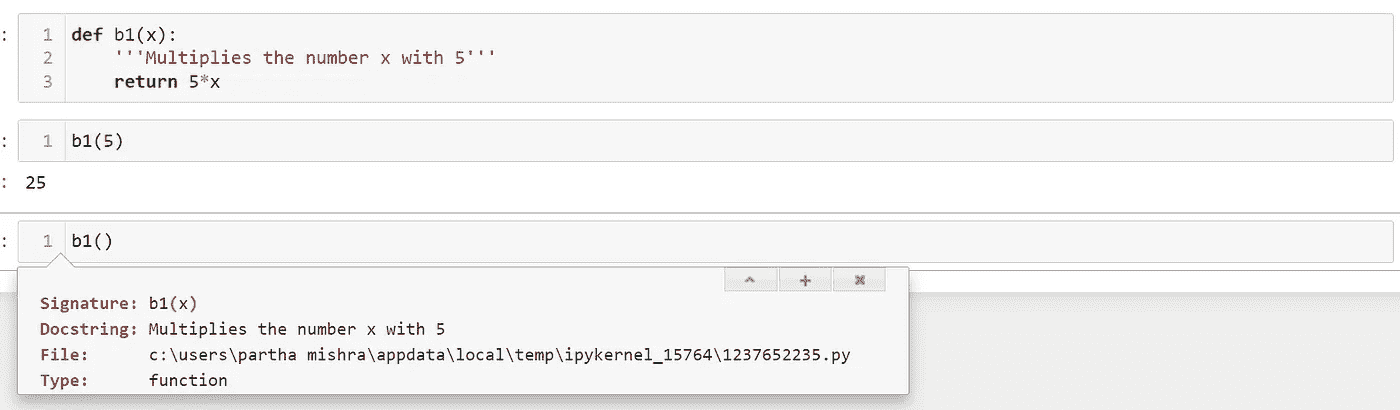 : 1 def b1(x):
2 '''Multiplies the number x with 5'''
3 return 5*x
: 1 b1(5)
: 25
: 1 b1()
Signature: b1(x)
Docstring: Multiplies the number x with 5
File: c:\users\partha mishra\appdata\local\temp\ipykernel_15764\1237652235.py
Type: function